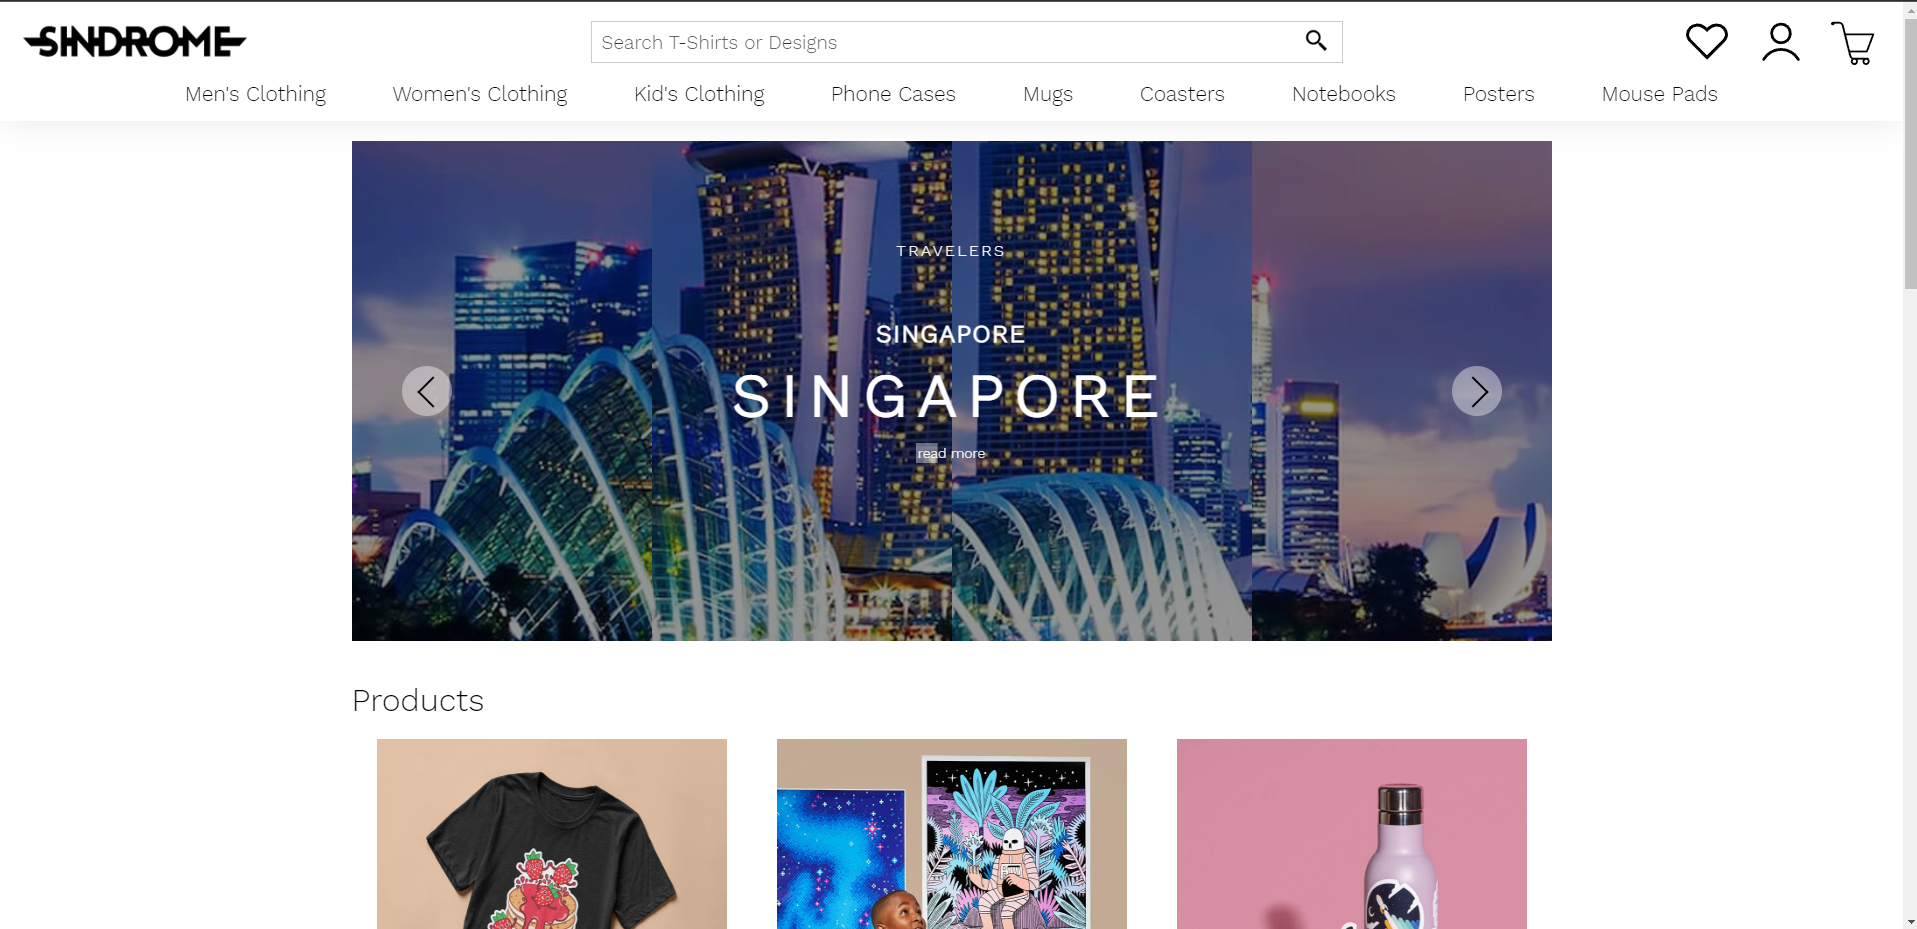 SINDROME
Search T-Shirts or Designs
Men's Clothing Women's Clothing Kid's Clothing Phone Cases Mugs Coasters Notebooks Posters Mouse Pads
TRAVELERS
SINGAPORE
SINGAPORE
read more
Products